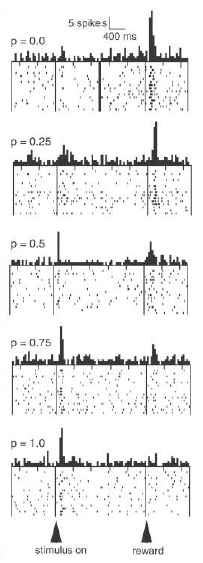 5 spikes
400 ms
p = 0.0
p = 0.25
p = 0.5
p = 0.75
p = 1.0
stimulus on
reward